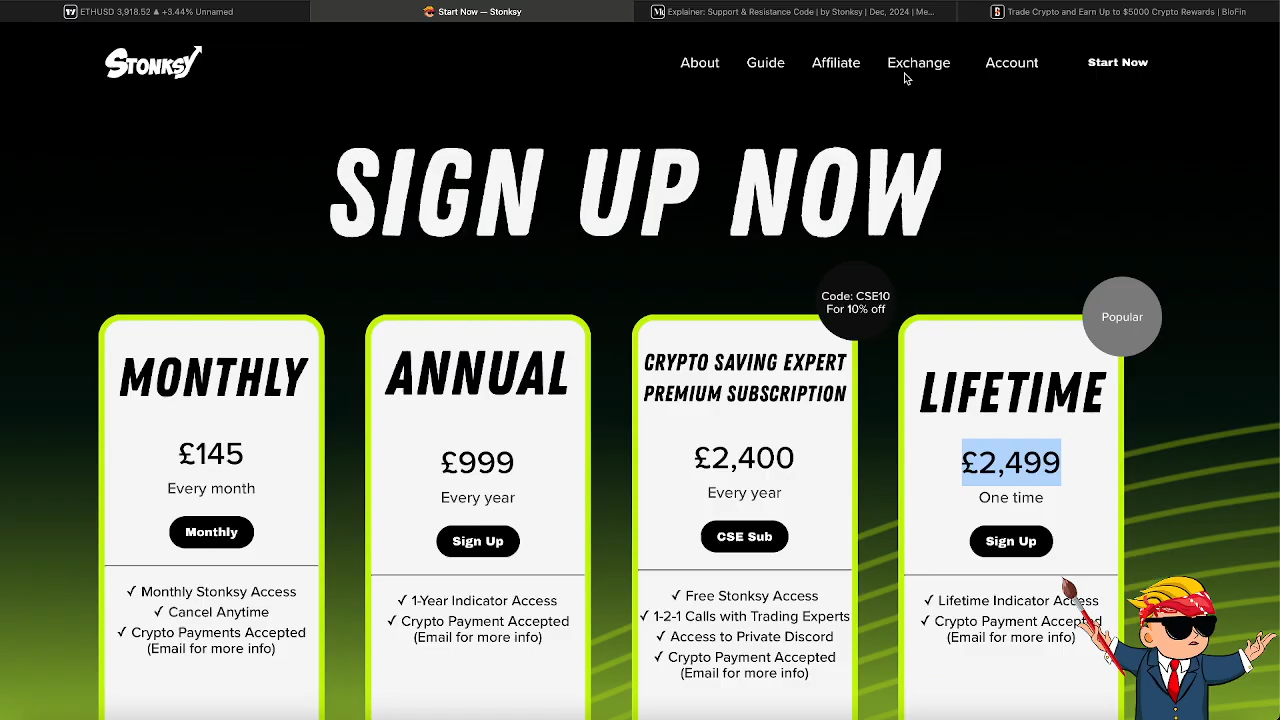 ETHUSD 3,918.52 ▲ +3.44% Unnamed
Start Now — Stonksy
Explainer: Support & Resistance Code | by Stonksy | Dec, 2024 | Me...
Trade Crypto and Earn Up to $5000 Crypto Rewards | BloFin
STONKSY
About
Guide
Affiliate
Exchange
Account
Start Now
SIGN UP NOW
Code: CSE10
For 10% off
Popular
MONTHLY
£145
Every month
Monthly
✓ Monthly Stonksy Access
✓ Cancel Anytime
✓ Crypto Payments Accepted
(Email for more info)
ANNUAL
£999
Every year
Sign Up
✓ 1-Year Indicator Access
✓ Crypto Payment Accepted
(Email for more info)
CRYPTO SAVING EXPERT
PREMIUM SUBSCRIPTION
£2,400
Every year
CSE Sub
✓ Free Stonksy Access
✓ 1-2-1 Calls with Trading Experts
✓ Access to Private Discord
✓ Crypto Payment Accepted
(Email for more info)
LIFETIME
£2,499
One time
Sign Up
✓ Lifetime Indicator Access
✓ Crypto Payment Accepted
(Email for more info)